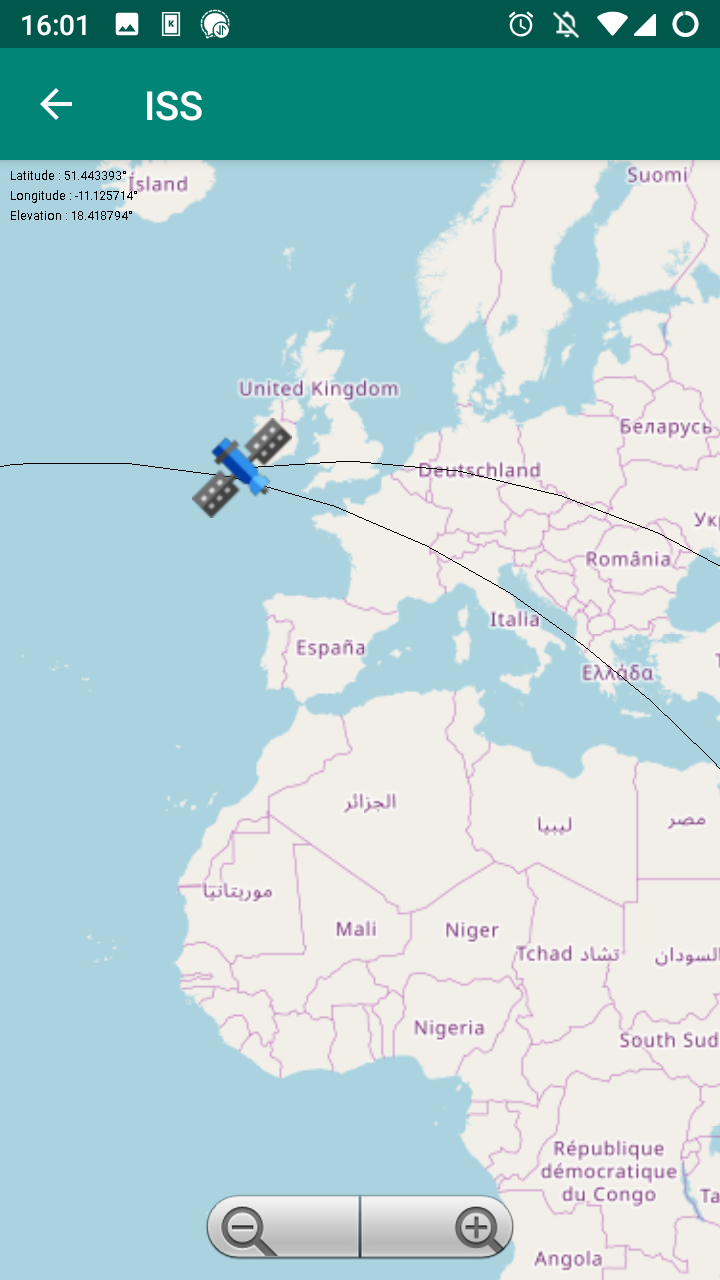 16:01
ISS
Latitude : 51.443393°
Longitude : -11.125714°
Elevation : 18.418794°
Ísland
Suomi
United Kingdom
Беларусь
Deutschland
Укр
România
Italia
España
Ελλάδα
الجزائر
ليبيا
مصر
موريتانيا
Mali
Niger
Tchad تشاد
السودان
Nigeria
South Sud
République
démocratique
du Congo
Ta
Angola